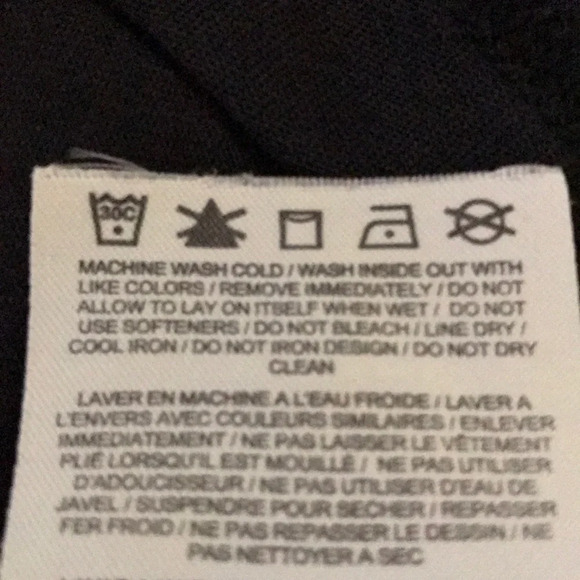 30C
MACHINE WASH COLD / WASH INSIDE OUT WITH
LIKE COLORS / REMOVE IMMEDIATELY / DO NOT
ALLOW TO LAY ON ITSELF WHEN WET / DO NOT
USE SOFTENERS / DO NOT BLEACH / LINE DRY /
COOL IRON / DO NOT IRON DESIGN / DO NOT DRY
CLEAN
LAVER EN MACHINE A L'EAU FROIDE / LAVER A
L'ENVERS AVEC COULEURS SIMILAIRES / ENLEVER
IMMEDIATEMENT / NE PAS LAISSER LE VÊTEMENT
PLIÉ LORSQU'IL EST MOUILLÉ / NE PAS UTILISER
D'ADOUCISSEUR / NE PAS UTILISER D'EAU DE
JAVEL / SUSPENDRE POUR SECHER / REPASSER
FER FROID / NE PAS REPASSER LE DESSIN / NE
PAS NETTOYER A SEC